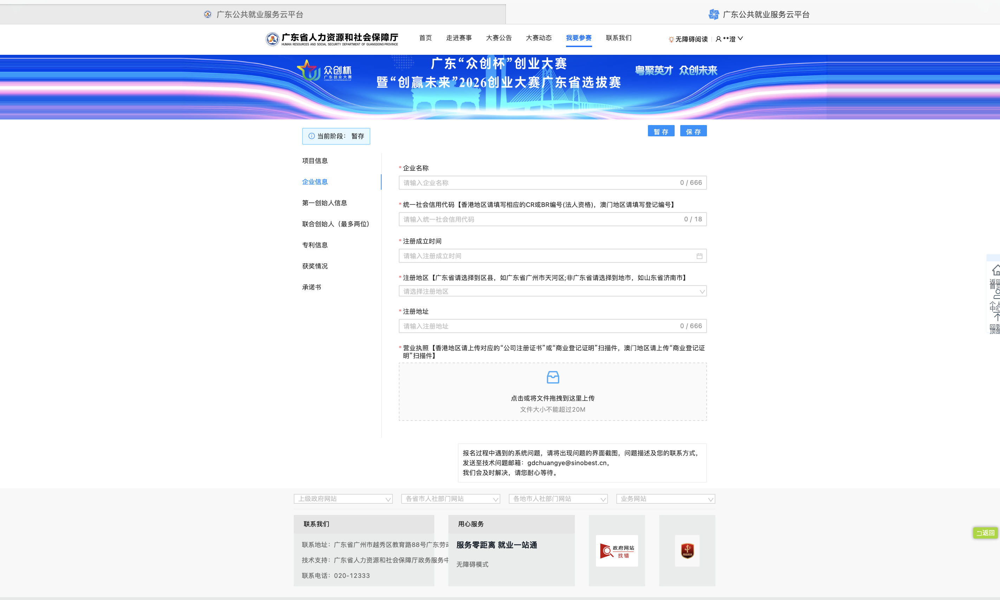 广东公共就业服务云平台
广东公共就业服务云平台
广东省人力资源和社会保障厅
HUMAN RESOURCES AND SOCIAL SECURITY DEPARTMENT OF GUANGDONG PROVINCE
首页 走进赛事 大赛公告 大赛动态 我要参赛 联系我们
无障碍阅读 **澄
众创杯
广东创业大赛
广东“众创杯”创业大赛
暨“创赢未来”2026创业大赛广东省选拔赛
粤聚英才 众创未来
当前阶段： 暂存
暂 存
保 存
项目信息
企业信息
第一创始人信息
联合创始人（最多两位）
专利信息
获奖情况
承诺书
* 企业名称
请输入企业名称 0 / 666
* 统一社会信用代码【香港地区请填写相应的CR或BR编号(法人资格)，澳门地区请填写登记编号】
请输入统一社会信用代码 0 / 18
* 注册成立时间
请输入注册成立时间
* 注册地区【广东省请选择到区县，如广东省广州市天河区;非广东省请选择到地市，如山东省济南市】
请选择注册地区
* 注册地址
请输入注册地址 0 / 666
* 营业执照【香港地区请上传对应的“公司注册证书”或“商业登记证明”扫描件，澳门地区请上传“商业登记证
明”扫描件】
点击或将文件拖拽到这里上传
文件大小不能超过20M
报名过程中遇到的系统问题，请将出现问题的界面截图，问题描述及您的联系方式，
发送至技术问题邮箱：gdchuangye@sinobest.cn，
我们会及时解决，请您耐心等待。
返回
首页
个人
中心
回到
顶部
返回
上级政府网站
各省市人社部门网站
各地市人社部门网站
业务网站
联系我们
联系地址：广东省广州市越秀区教育路88号广东劳动
技术支持：广东省人力资源和社会保障厅政务服务中
联系电话：020-12333
用心服务
服务零距离 就业一站通
无障碍模式
政府网站
找错
党政机关